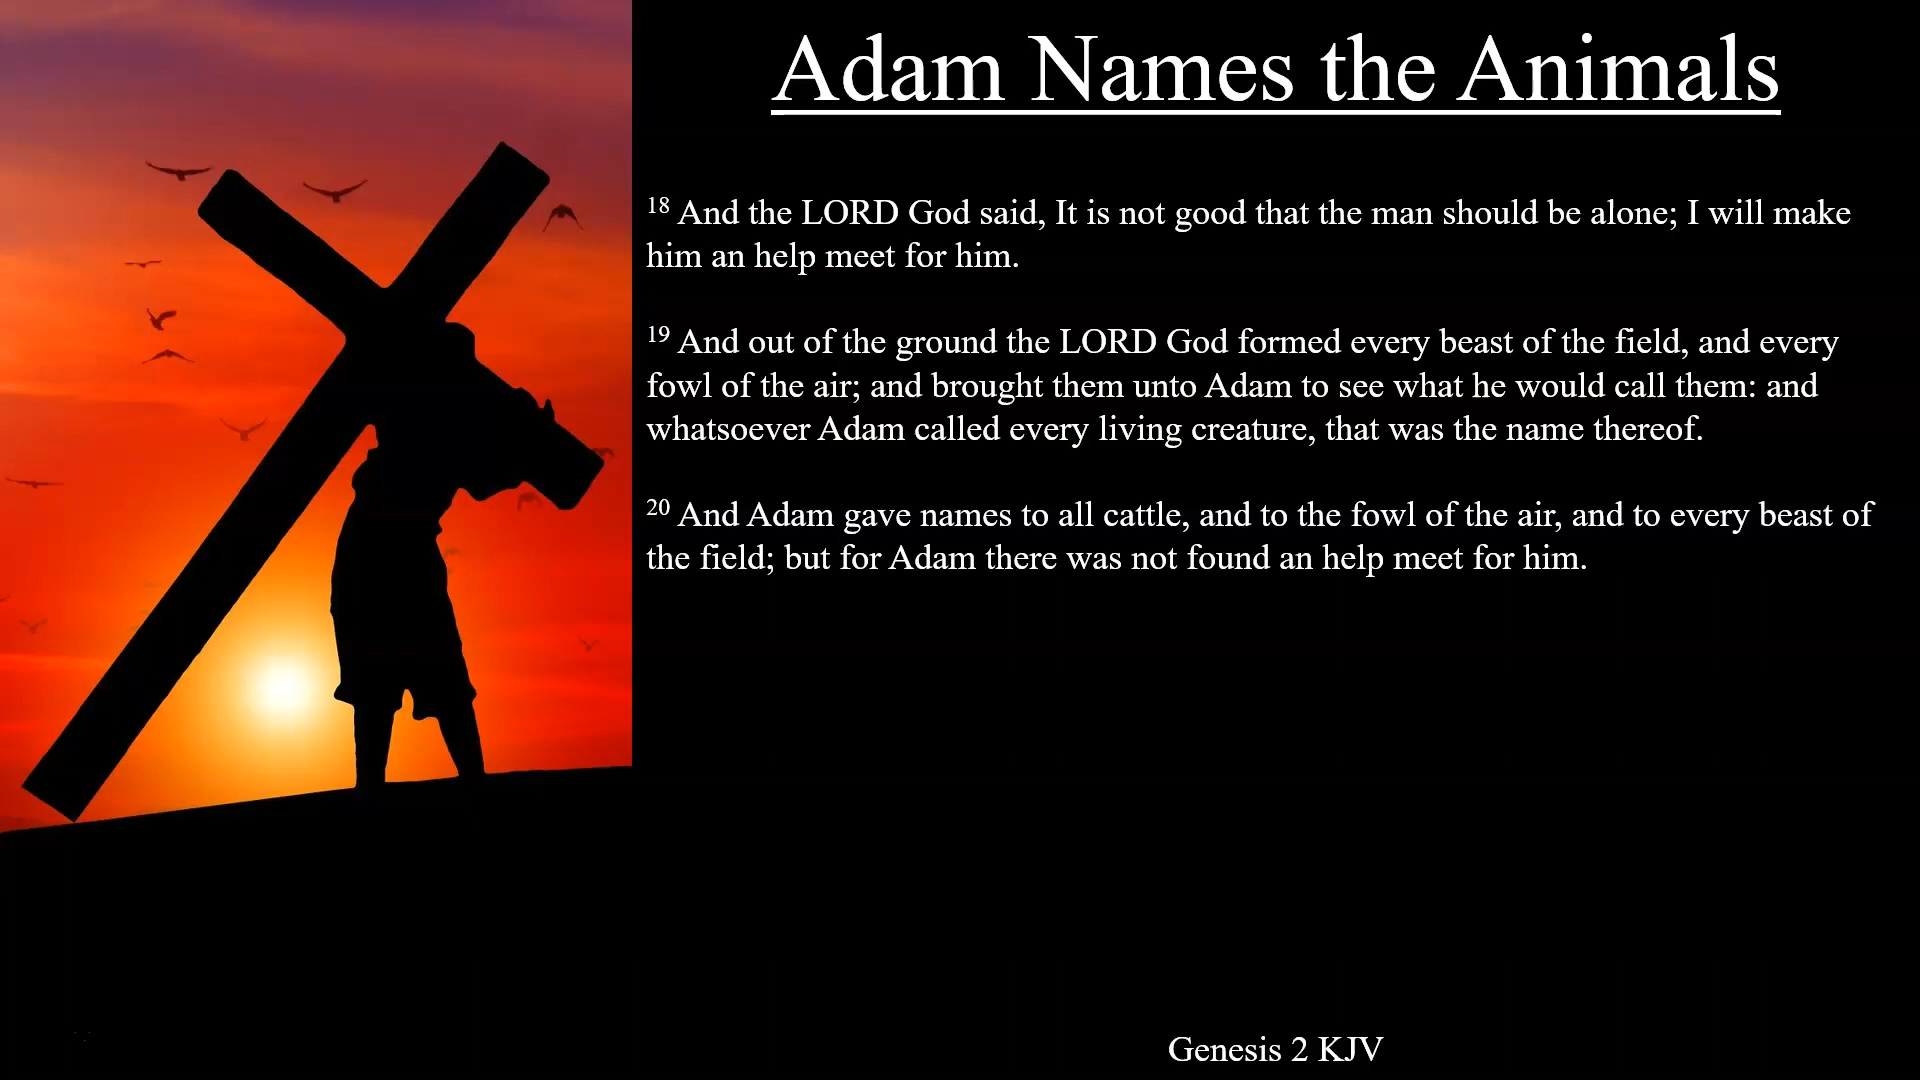 Adam Names the Animals
18 And the LORD God said, It is not good that the man should be alone; I will make
him an help meet for him.
19 And out of the ground the LORD God formed every beast of the field, and every
fowl of the air; and brought them unto Adam to see what he would call them: and
whatsoever Adam called every living creature, that was the name thereof.
20 And Adam gave names to all cattle, and to the fowl of the air, and to every beast of
the field; but for Adam there was not found an help meet for him.
Genesis 2 KJV